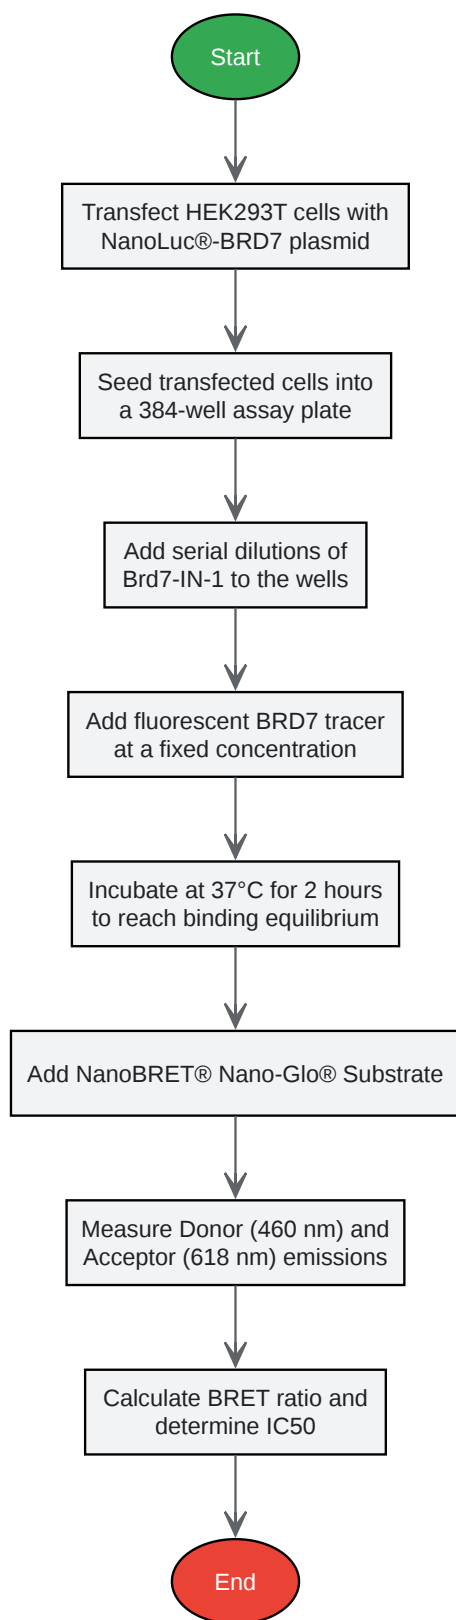 Start
Transfect HEK293T cells with
NanoLuc®-BRD7 plasmid
Seed transfected cells into
a 384-well assay plate
Add serial dilutions of
Brd7-IN-1 to the wells
Add fluorescent BRD7 tracer
at a fixed concentration
Incubate at 37°C for 2 hours
to reach binding equilibrium
Add NanoBRET® Nano-Glo® Substrate
Measure Donor (460 nm) and
Acceptor (618 nm) emissions
Calculate BRET ratio and
determine IC50
End